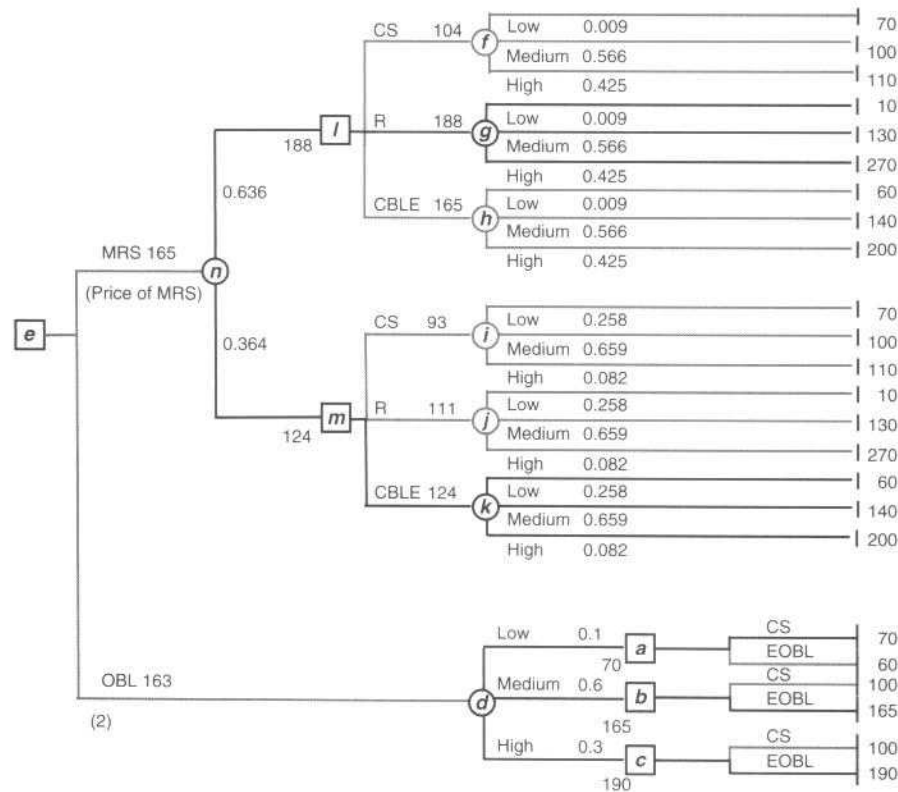 70
CS 104 f Low 0.009
100
Medium 0.566
110
High 0.425
10
l R 188 g Low 0.009
188 130
Medium 0.566
270
High 0.425
60
0.636 CBLE 165 h Low 0.009
140
Medium 0.566
200
High 0.425
MRS 165 n
(Price of MRS)
70
e CS 93 i Low 0.258
100
0.364 Medium 0.659
110
High 0.082
10
m R 111 j Low 0.258
124 130
Medium 0.659
270
High 0.082
60
CBLE 124 k Low 0.258
140
Medium 0.659
200
High 0.082
CS
Low 0.1 a 70
70 EOBL 60
OBL 163 CS 100
Medium 0.6 b EOBL
(2) d 165 165
CS
High 0.3 c 100
190 EOBL 190